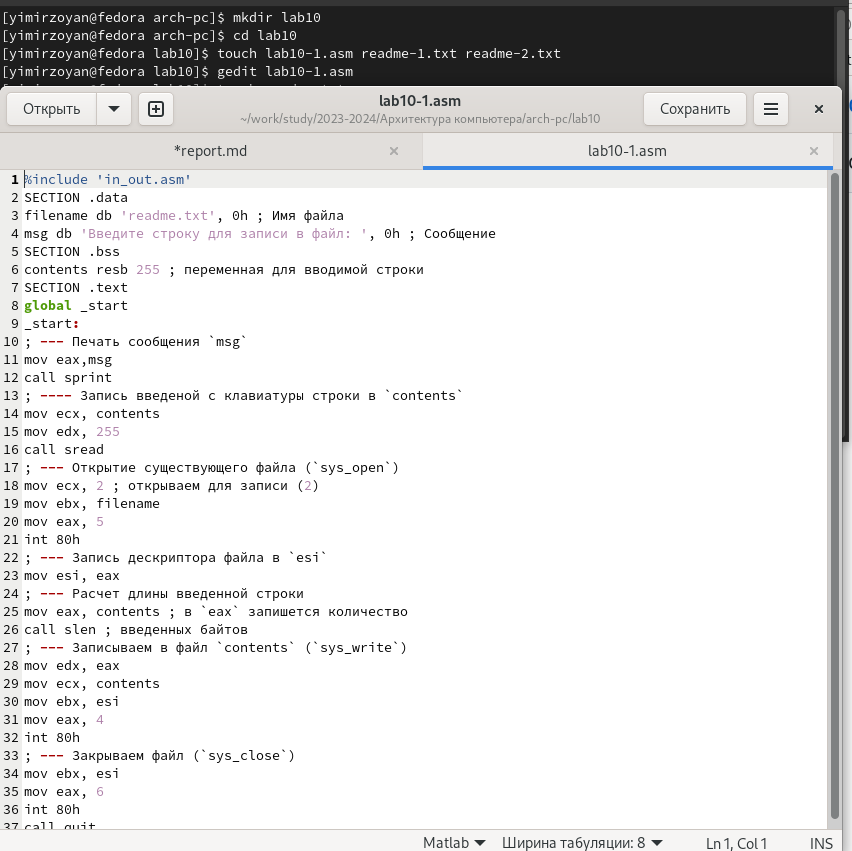 [yimirzoyan@fedora arch-pc]$ mkdir lab10
[yimirzoyan@fedora arch-pc]$ cd lab10
[yimirzoyan@fedora lab10]$ touch lab10-1.asm readme-1.txt readme-2.txt
[yimirzoyan@fedora lab10]$ gedit lab10-1.asm
Открыть
lab10-1.asm
~/work/study/2023-2024/Архитектура компьютера/arch-pc/lab10
Сохранить
*report.md
lab10-1.asm
1 %include 'in_out.asm'
2 SECTION .data
3 filename db 'readme.txt', 0h ; Имя файла
4 msg db 'Введите строку для записи в файл: ', 0h ; Сообщение
5 SECTION .bss
6 contents resb 255 ; переменная для вводимой строки
7 SECTION .text
8 global _start
9 _start:
10 ; --- Печать сообщения `msg`
11 mov eax,msg
12 call sprint
13 ; ---- Запись введеной с клавиатуры строки в `contents`
14 mov ecx, contents
15 mov edx, 255
16 call sread
17 ; --- Открытие существующего файла (`sys_open`)
18 mov ecx, 2 ; открываем для записи (2)
19 mov ebx, filename
20 mov eax, 5
21 int 80h
22 ; --- Запись дескриптора файла в `esi`
23 mov esi, eax
24 ; --- Расчет длины введенной строки
25 mov eax, contents ; в `eax` запишется количество
26 call slen ; введенных байтов
27 ; --- Записываем в файл `contents` (`sys_write`)
28 mov edx, eax
29 mov ecx, contents
30 mov ebx, esi
31 mov eax, 4
32 int 80h
33 ; --- Закрываем файл (`sys_close`)
34 mov ebx, esi
35 mov eax, 6
36 int 80h
37 call quit
Matlab
Ширина табуляции: 8
Ln 1, Col 1
INS